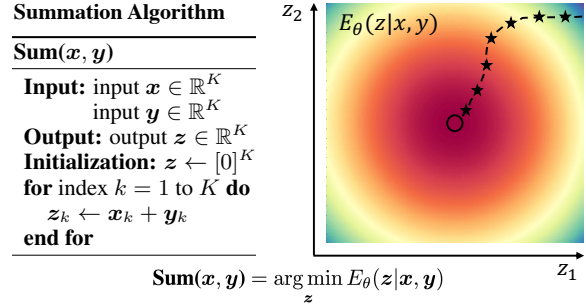 Summation Algorithm
Sum(x, y)
Input: input x ∈ ℝ^K
input y ∈ ℝ^K
Output: output z ∈ ℝ^K
Initialization: z ← [0]^K
for index k = 1 to K do
z_k ← x_k + y_k
end for
z_2
E_θ(z|x, y)
z_1
Sum(x, y) = arg min_z E_θ(z|x, y)